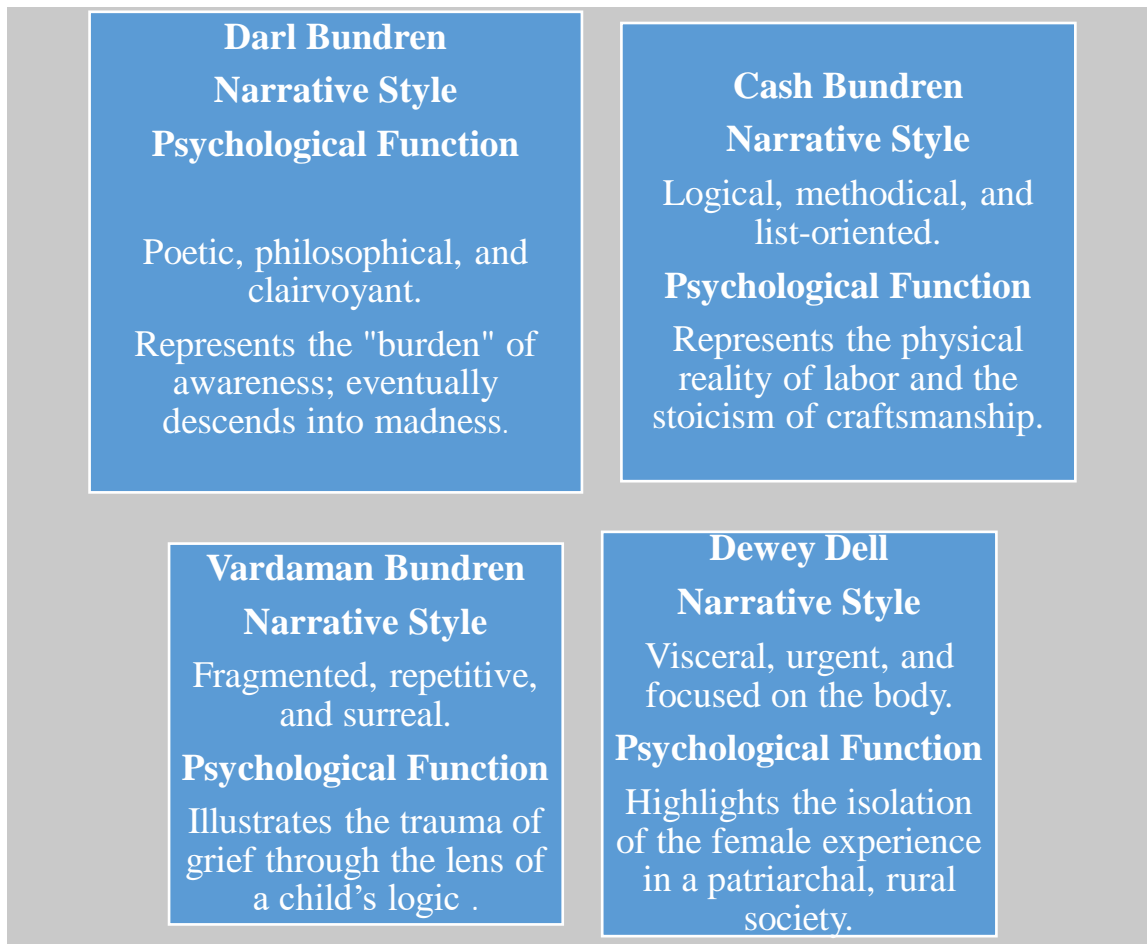 Darl Bundren
Narrative Style
Psychological Function
Poetic, philosophical, and
clairvoyant.
Represents the "burden" of
awareness; eventually
descends into madness.
Cash Bundren
Narrative Style
Logical, methodical, and
list-oriented.
Psychological Function
Represents the physical
reality of labor and the
stoicism of craftsmanship.
Vardaman Bundren
Narrative Style
Fragmented, repetitive,
and surreal.
Psychological Function
Illustrates the trauma of
grief through the lens of
a child’s logic .
Dewey Dell
Narrative Style
Visceral, urgent, and
focused on the body.
Psychological Function
Highlights the isolation
of the female experience
in a patriarchal, rural
society.